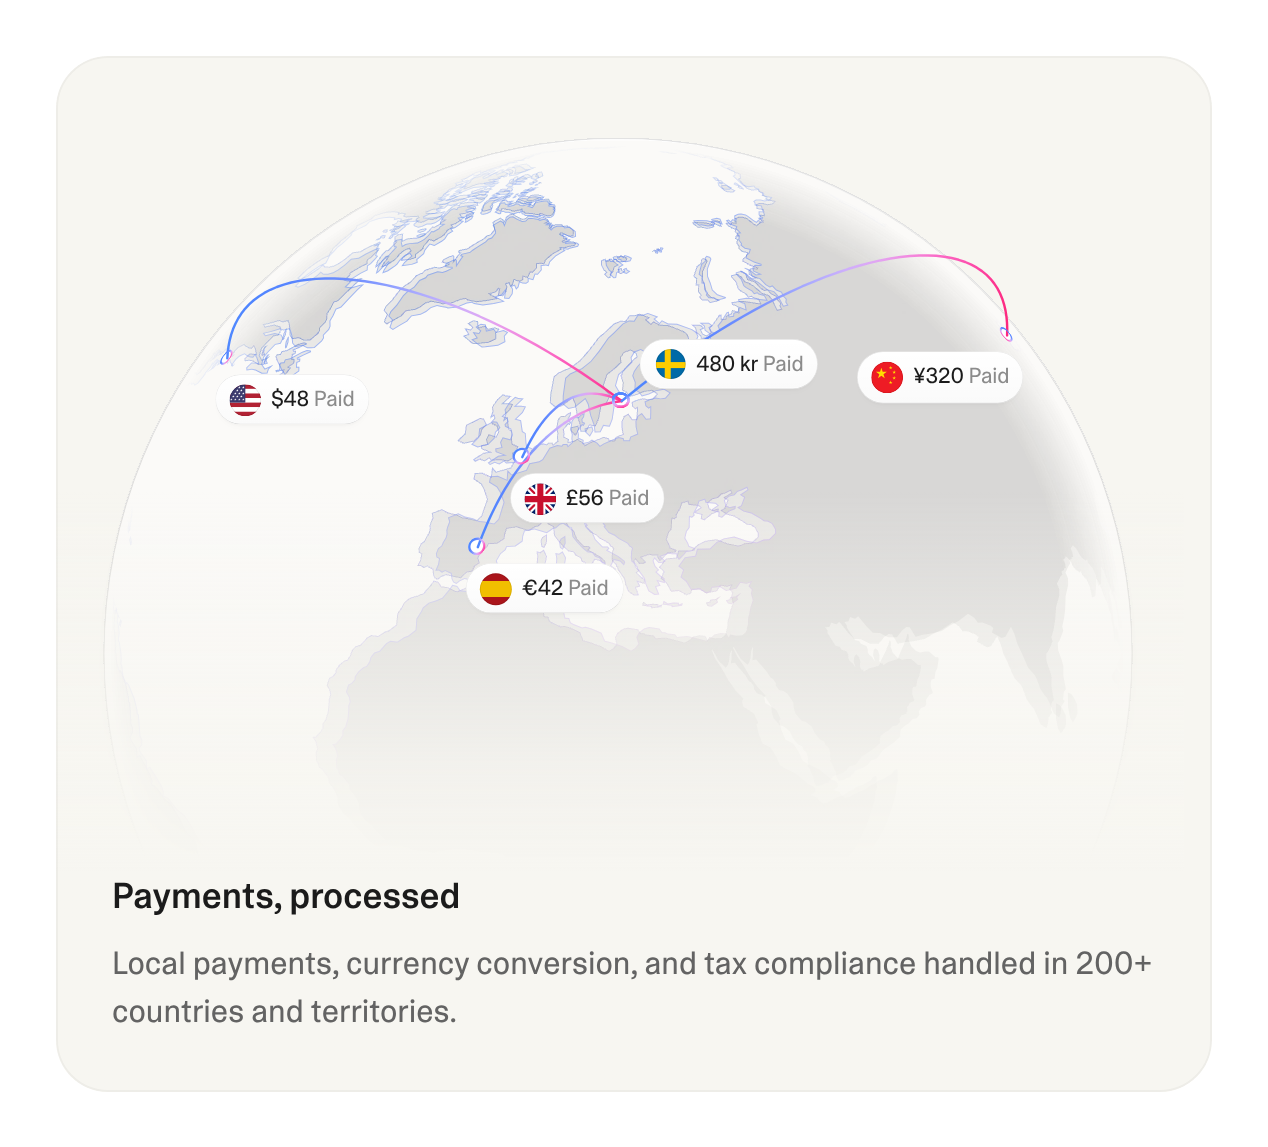 480 kr Paid
¥320 Paid
$48 Paid
£56 Paid
€42 Paid
Payments, processed
Local payments, currency conversion, and tax compliance handled in 200+
countries and territories.